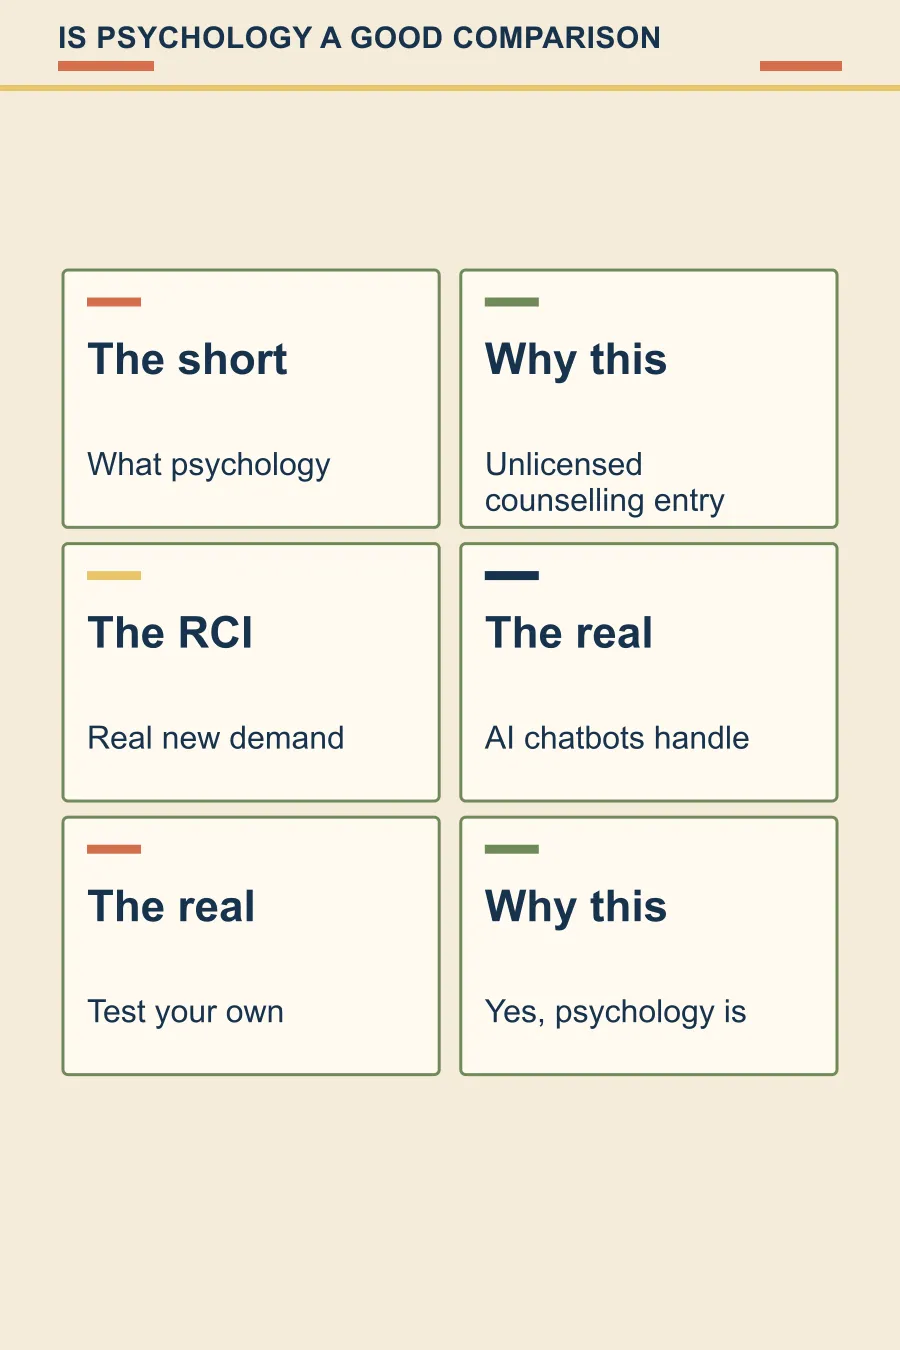 IS PSYCHOLOGY A GOOD COMPARISON
The short
What psychology
Why this
Unlicensed
counselling entry
The RCI
Real new demand
The real
AI chatbots handle
The real
Test your own
Why this
Yes, psychology is